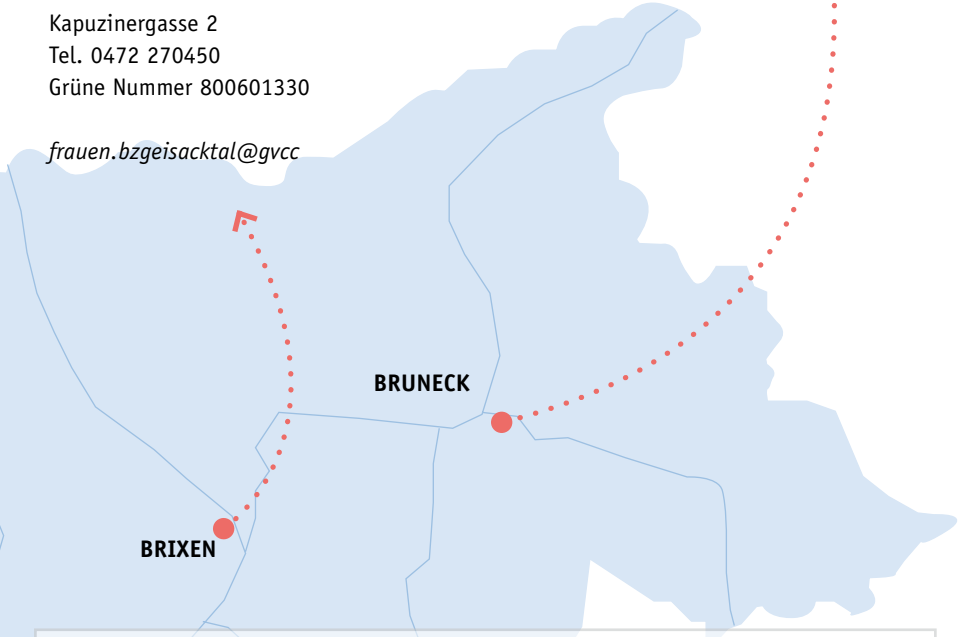 Kapuzinergasse 2
Tel. 0472 270450
Grüne Nummer 800601330
frauen.bzgeisacktal@gvcc
BRUNECK
BRIXEN